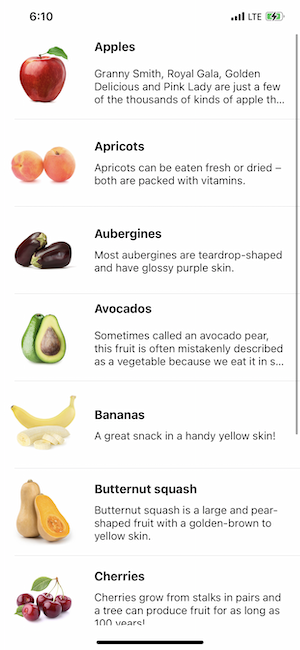 6:10
LTE
Apples
Granny Smith, Royal Gala, Golden
Delicious and Pink Lady are just a few
of the thousands of kinds of apple th...
Apricots
Apricots can be eaten fresh or dried –
both are packed with vitamins.
Aubergines
Most aubergines are teardrop-shaped
and have glossy purple skin.
Avocados
Sometimes called an avocado pear,
this fruit is often mistakenly described
as a vegetable because we eat it in s...
Bananas
A great snack in a handy yellow skin!
Butternut squash
Butternut squash is a large and pear-
shaped fruit with a golden-brown to
yellow skin.
Cherries
Cherries grow from stalks in pairs and
a tree can produce fruit for as long as
100 years!